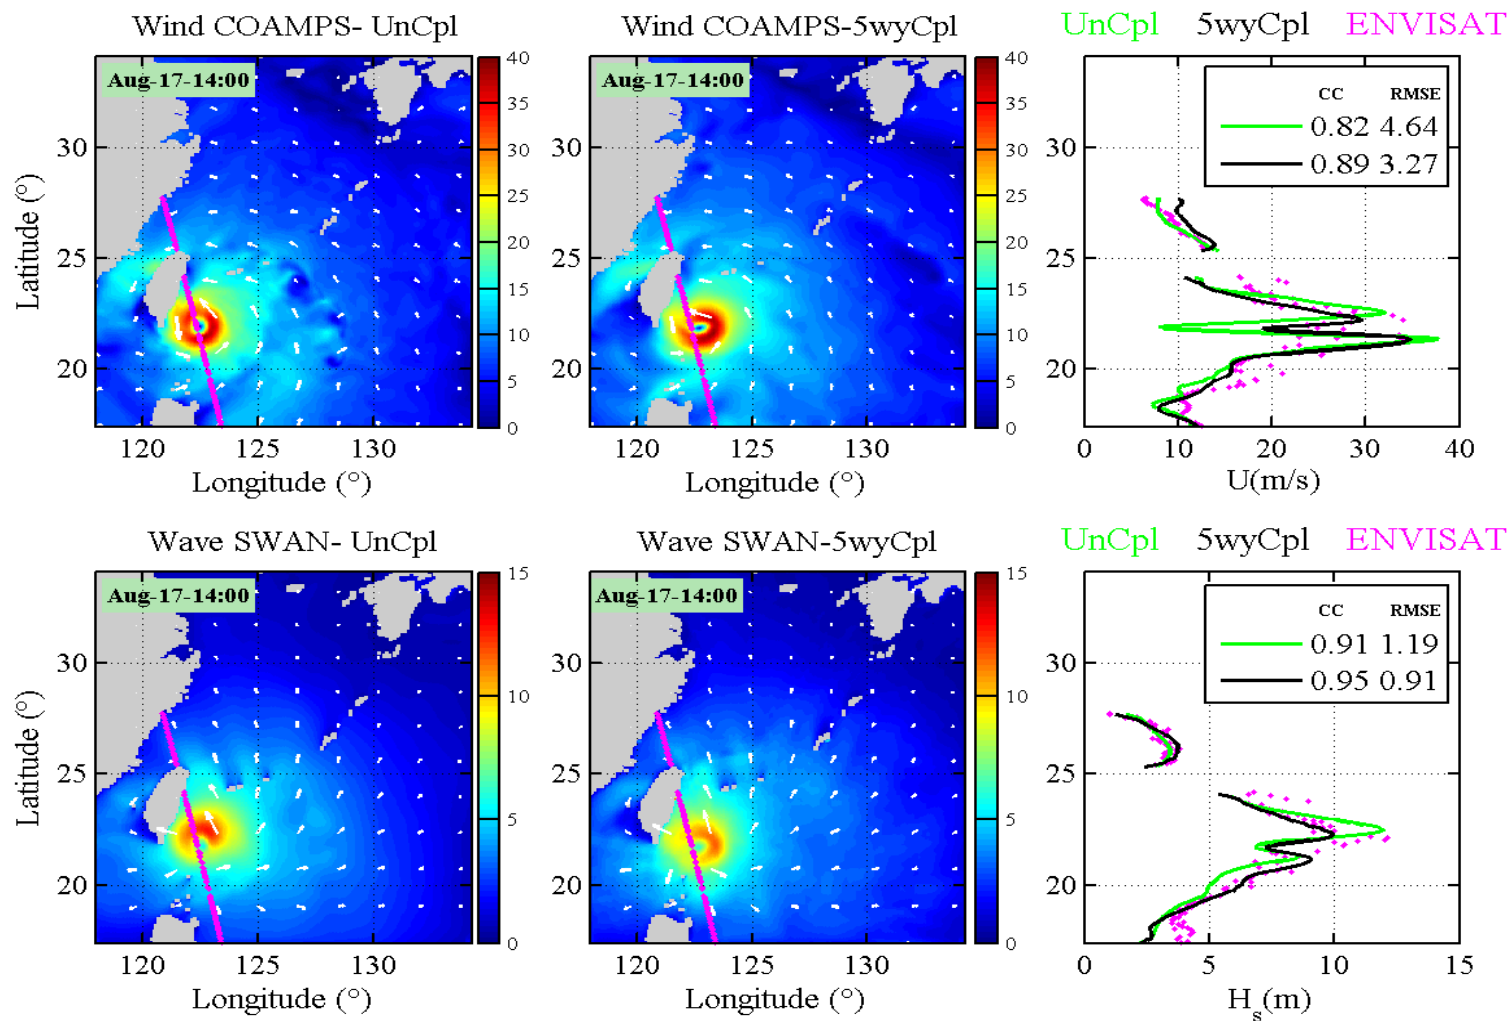 Wind COAMPS- UnCpl
Aug-17-14:00
Latitude (°)
30
25
20
120 125 130
Longitude (°)
40
35
30
25
20
15
10
5
0
Wind COAMPS-5wyCpl
Aug-17-14:00
30
25
20
120 125 130
Longitude (°)
40
35
30
25
20
15
10
5
0
UnCpl 5wyCpl ENVISAT
CC RMSE
0.82 4.64
0.89 3.27
30
25
20
0 10 20 30 40
U(m/s)
Wave SWAN- UnCpl
Aug-17-14:00
Latitude (°)
30
25
20
120 125 130
Longitude (°)
15
10
5
0
Wave SWAN-5wyCpl
Aug-17-14:00
30
25
20
120 125 130
Longitude (°)
15
10
5
0
UnCpl 5wyCpl ENVISAT
CC RMSE
0.91 1.19
0.95 0.91
30
25
20
0 5 10 15
H_s(m)